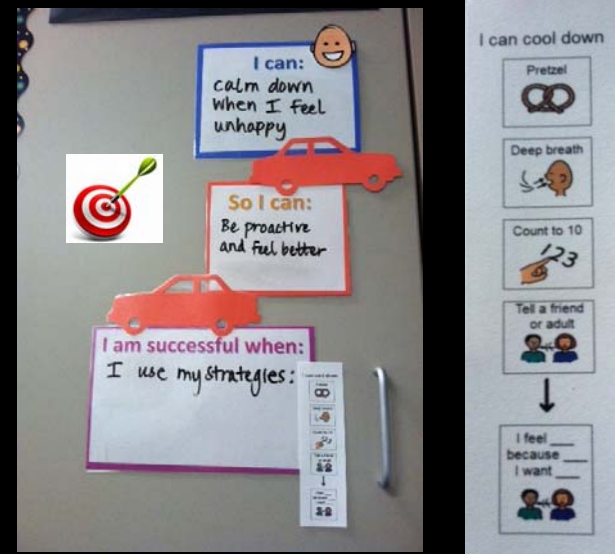 I can:
calm down
when I feel
unhappy
So I can:
Be proactive
and feel better
I am successful when:
I use my strategies:
I can cool down
Pretzel
Deep breath
Count to 10
123
Tell a friend
or adult
I feel ___
because ___
I want ___